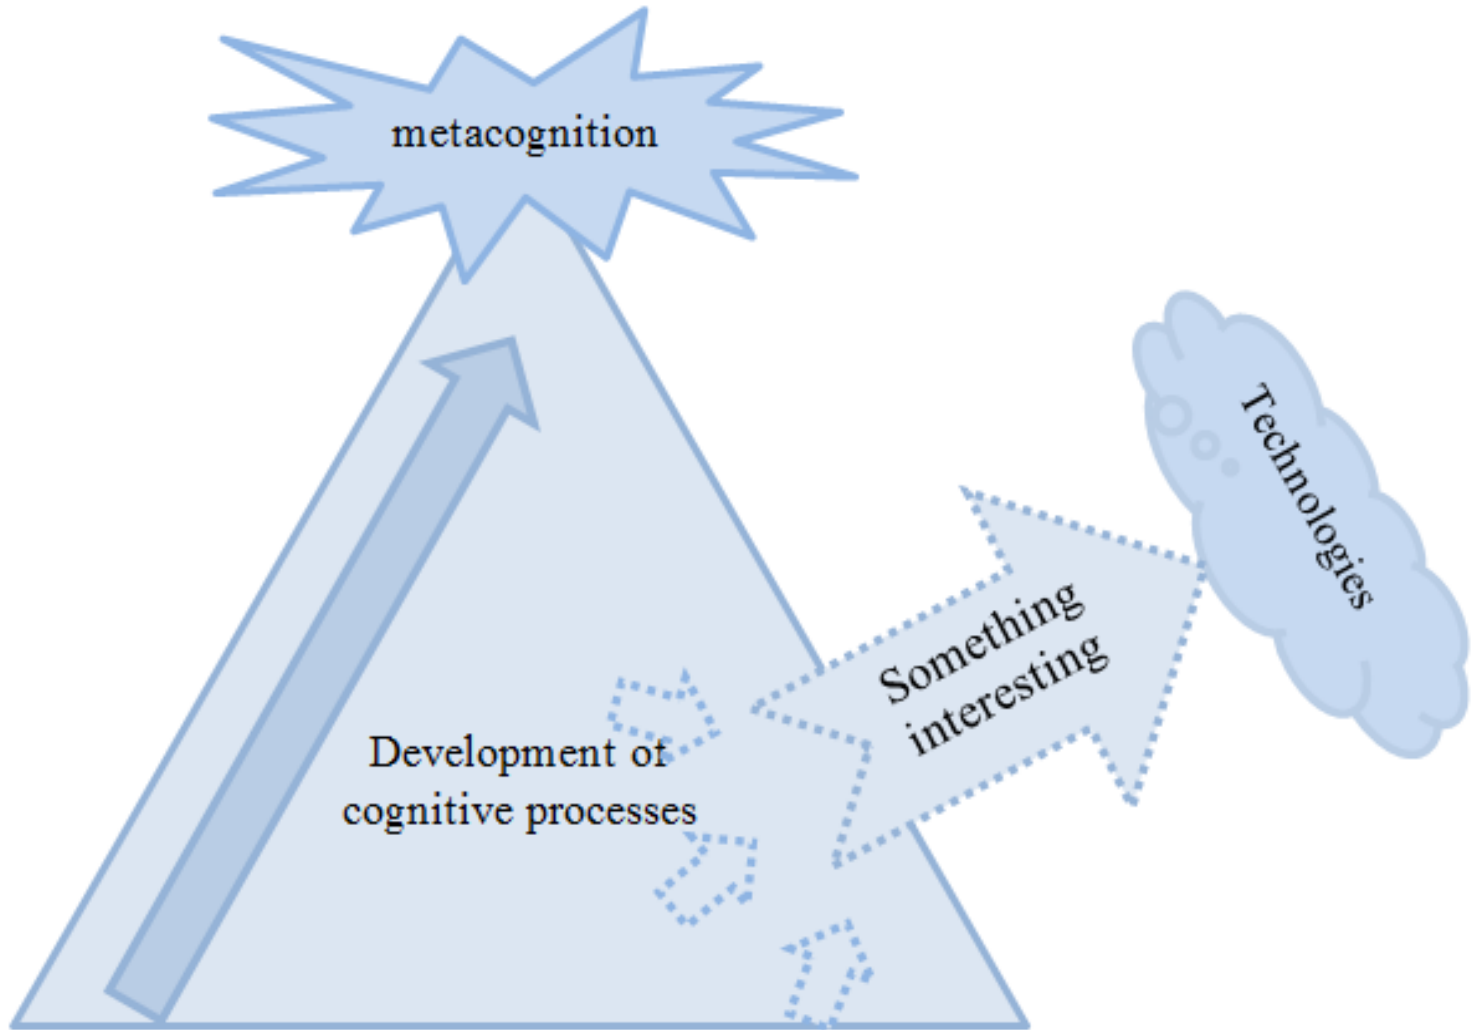 metacognition
Technologies
Something
interesting
Development of
cognitive processes